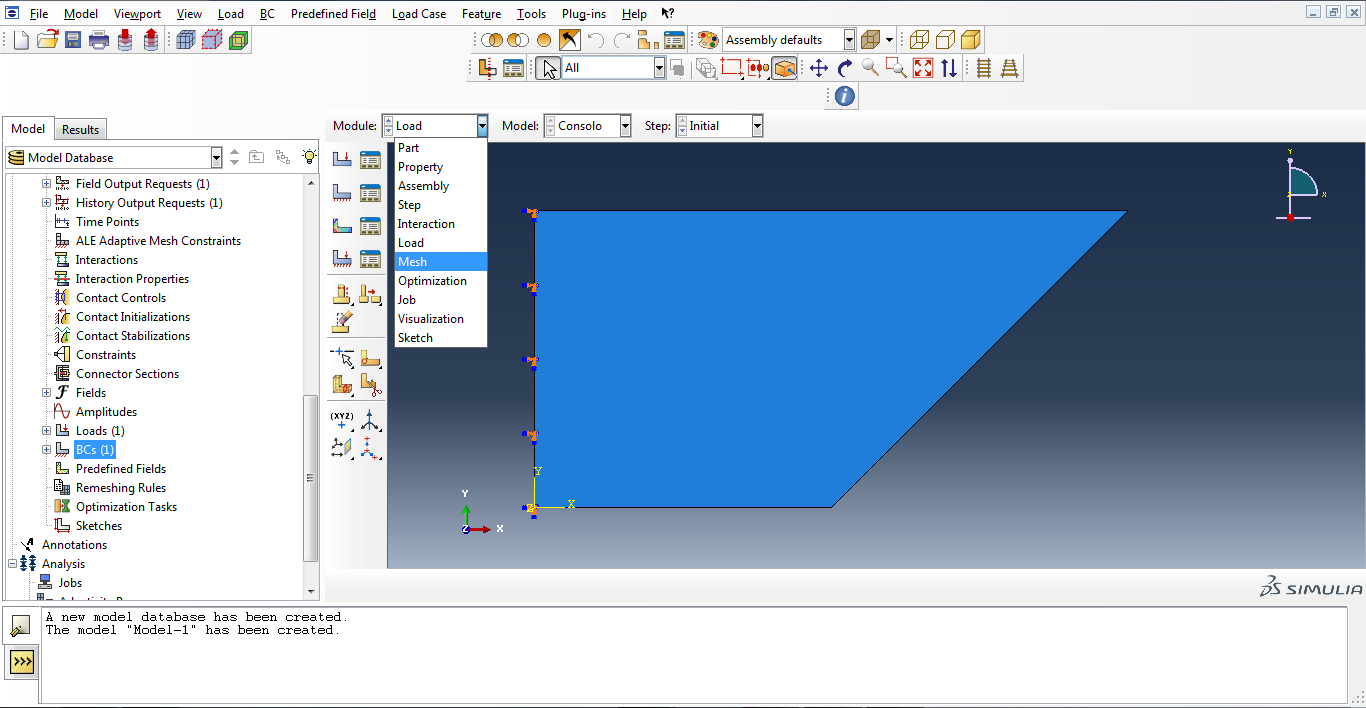 File Model Viewport View Load BC Predefined Field Load Case Feature Tools Plug-ins Help ?
Assembly defaults
All
i
Model Results
Module: Load Model: Consolo Step: Initial
Model Database
Field Output Requests (1)
History Output Requests (1)
Time Points
ALE Adaptive Mesh Constraints
Interactions
Interaction Properties
Contact Controls
Contact Initializations
Contact Stabilizations
Constraints
Connector Sections
Fields
Amplitudes
Loads (1)
BCs (1)
Predefined Fields
Remeshing Rules
Optimization Tasks
Sketches
Annotations
Analysis
Jobs
Part
Property
Assembly
Step
Interaction
Load
Mesh
Optimization
Job
Visualization
Sketch
(XYZ)
Y
X
Y
X
Y
X
Z
SIMULIA
A new model database has been created.
The model "Model-1" has been created.
>>>